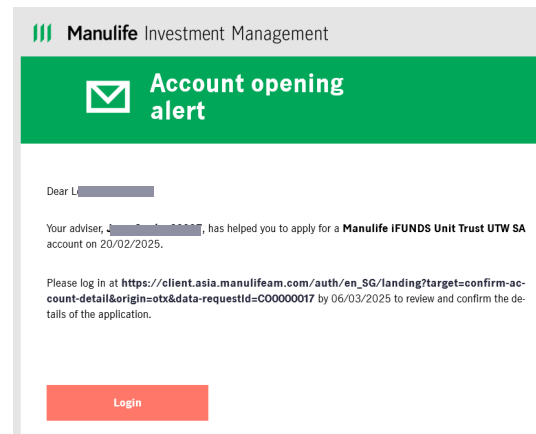 Manulife Investment Management
Account opening
alert
Dear
Your adviser, , has helped you to apply for a Manulife iFUNDS Unit Trust UTW SA
account on 20/02/2025.
Please log in at https://client.asia.manulifeam.com/auth/en_SG/landing?target=confirm-ac-
count-detail&origin=otx&data-requestId=CO0000017 by 06/03/2025 to review and confirm the de-
tails of the application.
Login